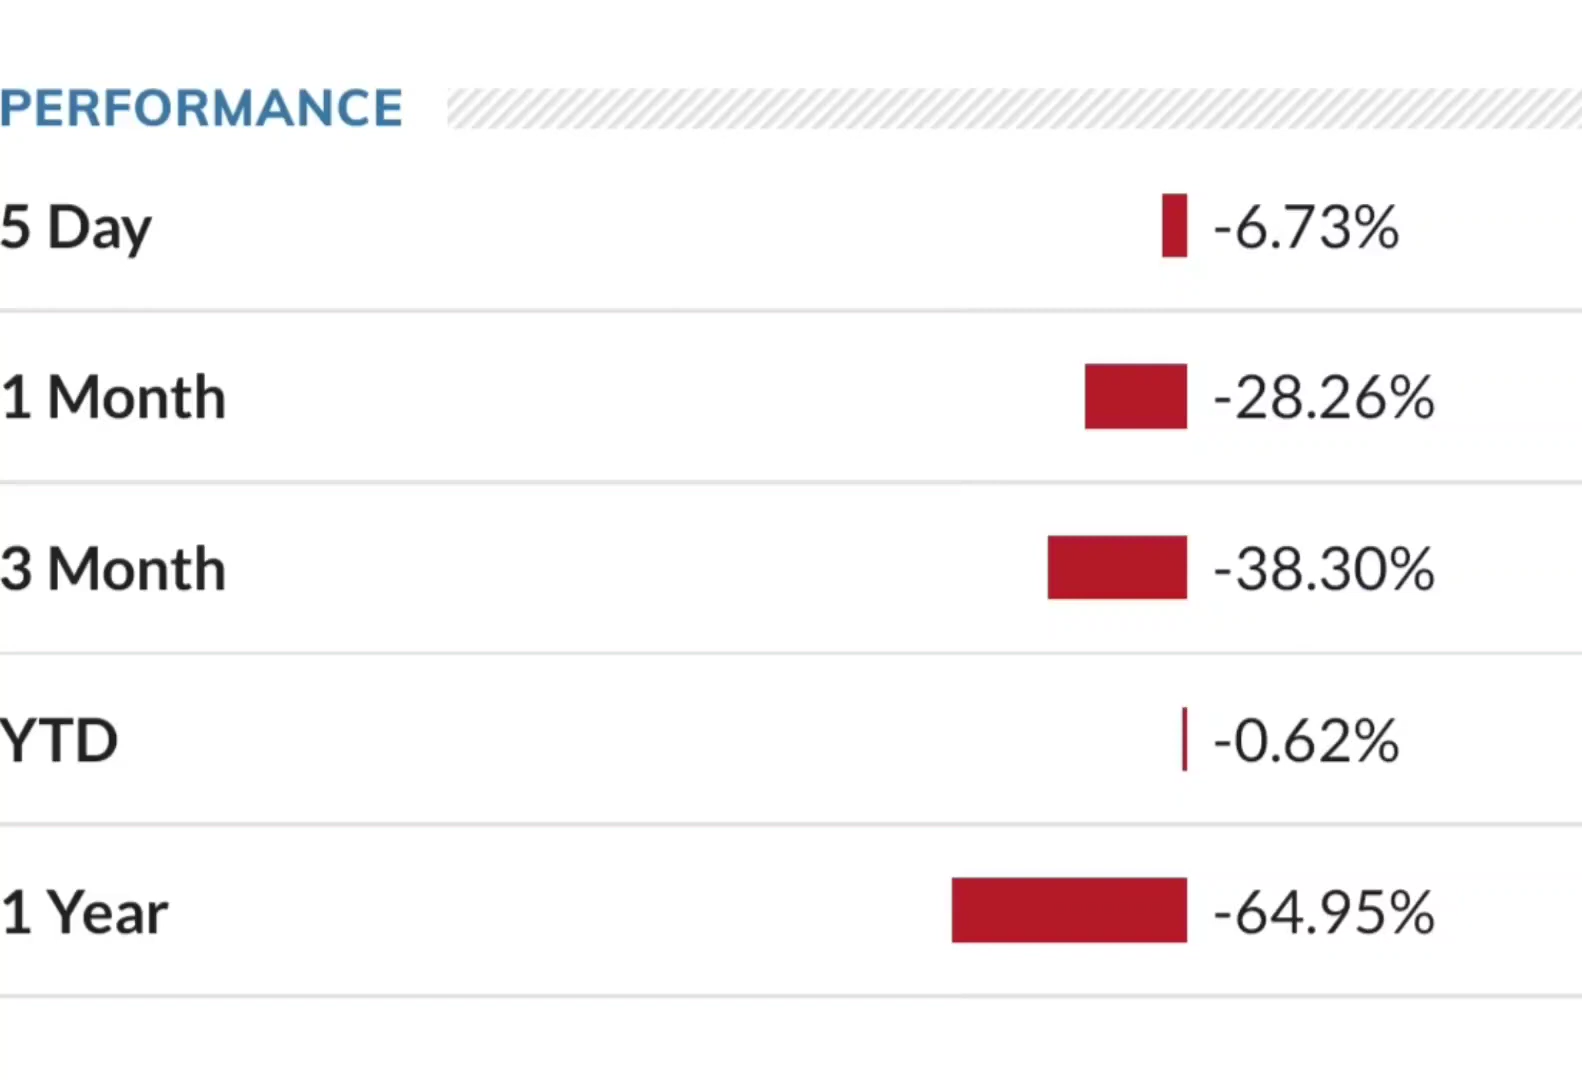 PERFORMANCE
5 Day -6.73%
1 Month -28.26%
3 Month -38.30%
YTD -0.62%
1 Year -64.95%